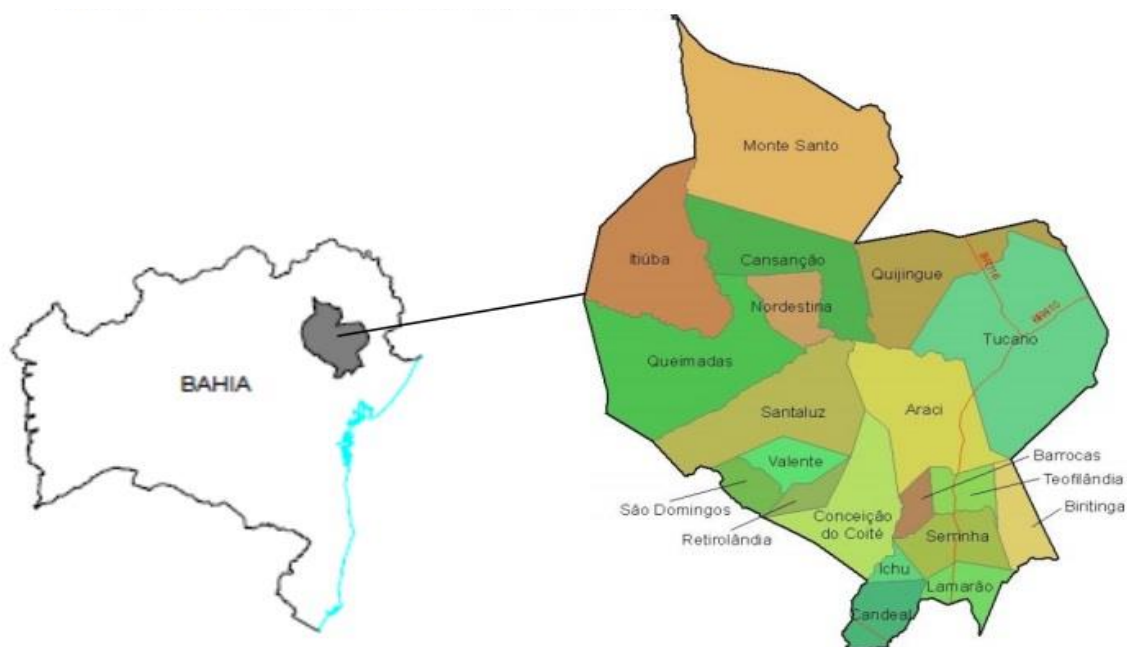 BAHIA
Monte Santo
Itiúba
Cansanção
Quijingue
Nordestina
Tucano
Queimadas
Santaluz
Araci
Valente
Barrocas
Teofilândia
São Domingos
Biritinga
Retirolândia
Conceição
do Coité
Serrinha
Ichu
Lamarão
Candeal